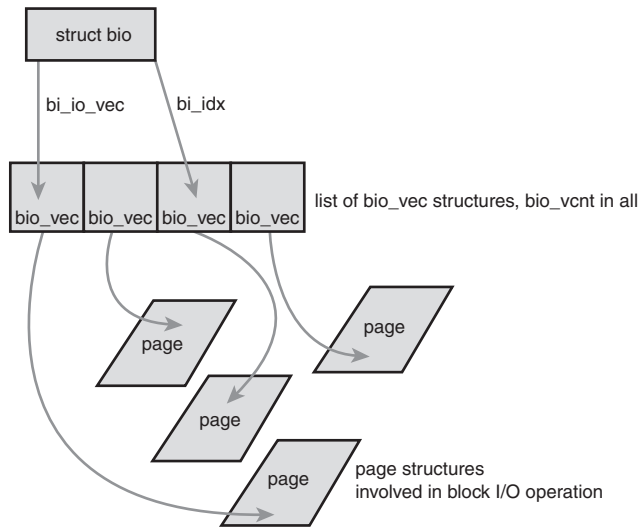 struct bio
bi_io_vec
bi_idx
bio_vec bio_vec bio_vec bio_vec
list of bio_vec structures, bio_vcnt in all
page
page
page
page
page structures
involved in block I/O operation